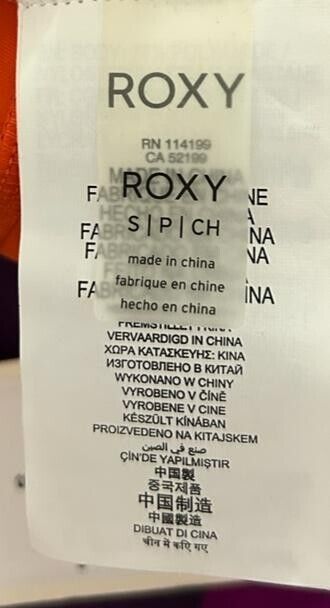 ROXY
RN 114199
CA 52199
ROXY
S | P | CH
made in china
fabrique en chine
hecho en china
VERVAARDIGD IN CHINA
ΧΩΡΑ ΚΑΤΑΣΚΕΥΗΣ: ΚΙΝΑ
ИЗГОТОВЛЕНО В КИТАЙ
WYKONANO W CHINY
VYROBENO V ČÍNĚ
VYROBENE V CINE
KÉSZÜLT KÍNÁBAN
PROIZVEDENO NA KITAJSKEM
صنع في الصين
ÇİN'DE YAPILMIŞTIR
中国製
중국제품
中国制造
中國製造
DIBUAT DI CINA
चीन में